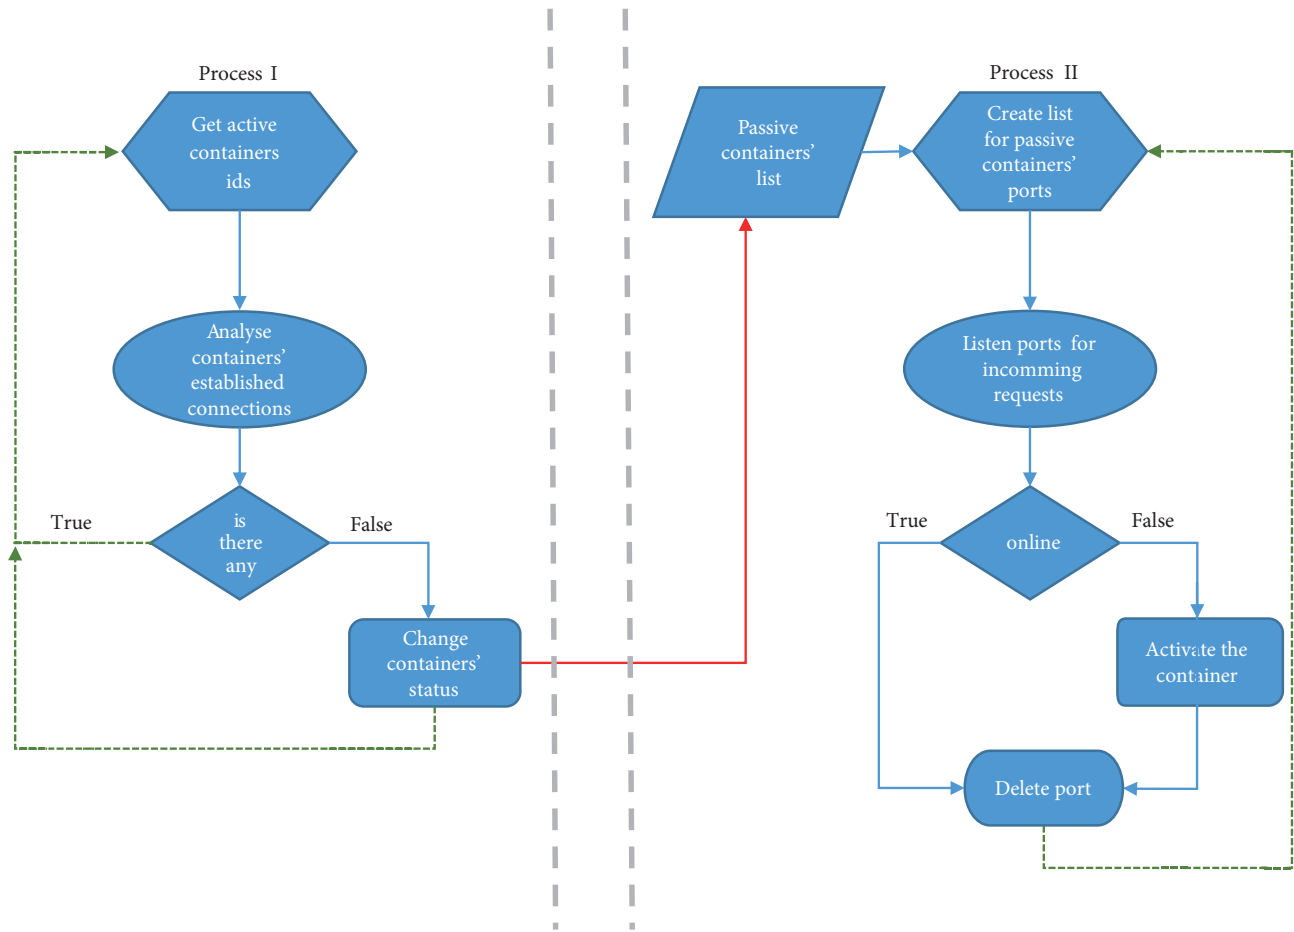 Process I
Get active
containers
ids
Analyse
containers’
established
connections
is
there
any
True
False
Change
containers’
status
Passive
containers’
list
Process II
Create list
for passive
containers’
ports
Listen ports for
incomming
requests
online
True
False
Activate the
container
Delete port